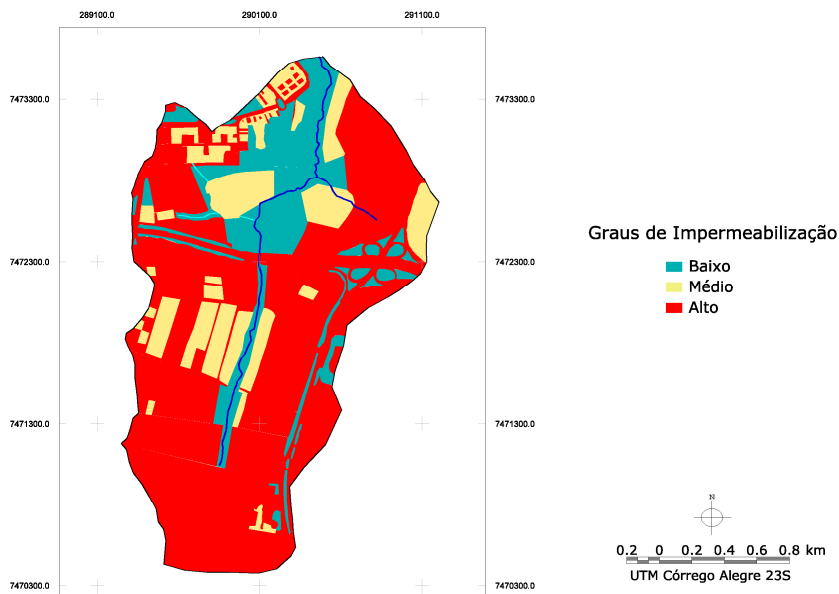 289100.0 290100.0 291100.0
7473300.0 7473300.0
7472300.0 7472300.0
7471300.0 7471300.0
7470300.0 7470300.0
Graus de Impermeabilização
Baixo
Médio
Alto
N
0.2 0 0.2 0.4 0.6 0.8 km
UTM Córrego Alegre 23S